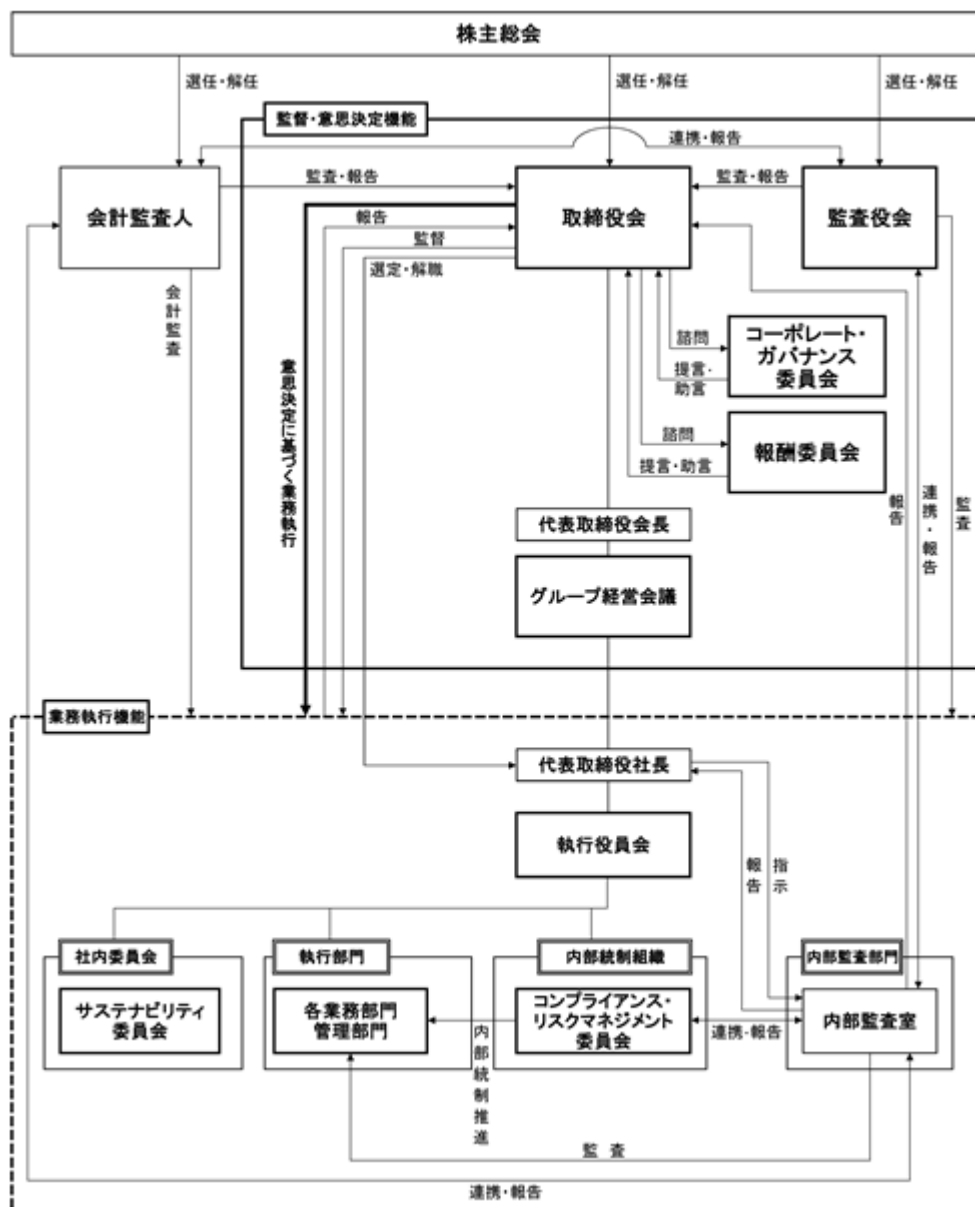 株主総会
選任・解任
選任・解任
選任・解任
監督・意思決定機能
連携・報告
会計監査人
監査・報告
取締役会
監査・報告
監査役会
報告
監督
選定・解職
会計監査
意思決定に基づく業務執行
諮問
提言・
助言
コーポレート・
ガバナンス
委員会
諮問
提言・助言
報酬委員会
報告
連携・報告
監査
代表取締役会長
グループ経営会議
業務執行機能
代表取締役社長
執行役員会
報告
指示
社内委員会
執行部門
内部統制組織
内部監査部門
サステナビリティ
委員会
各業務部門
管理部門
コンプライアンス・
リスクマネジメント
委員会
内部監査室
連携・報告
内部統制推進
監査
連携・報告